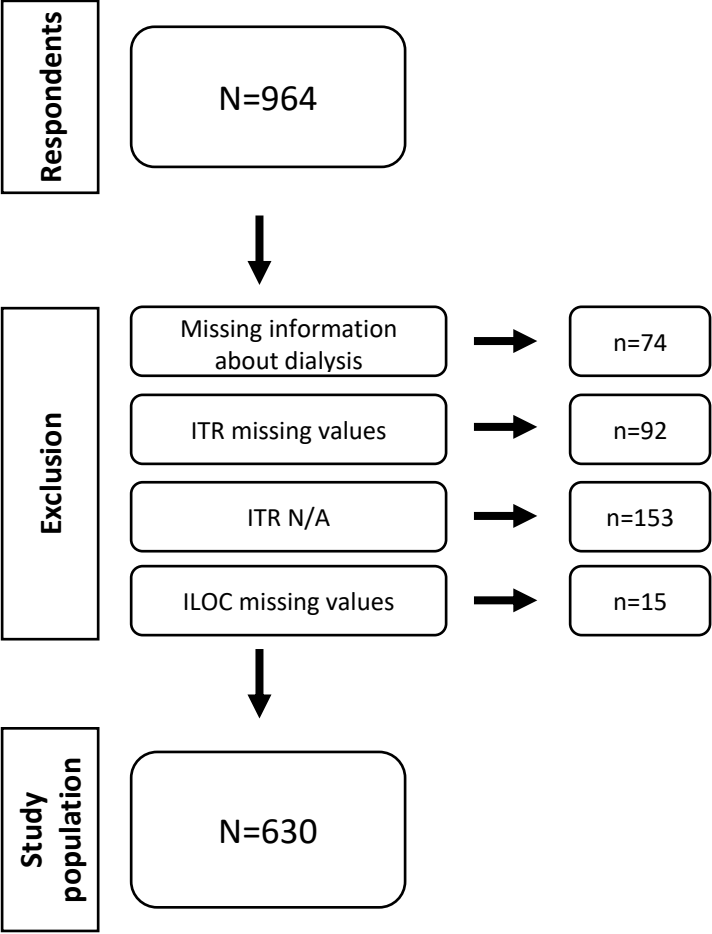 Respondents
N=964
Exclusion
Missing information
about dialysis
n=74
ITR missing values
n=92
ITR N/A
n=153
ILOC missing values
n=15
Study
population
N=630